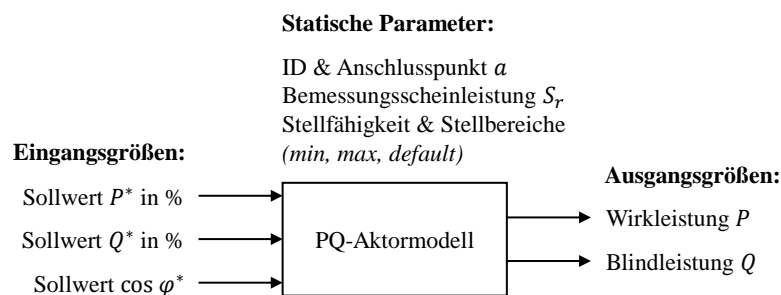 Statische Parameter:
ID & Anschlusspunkt a
Bemessungsscheinleistung Sᵣ
Stellfähigkeit & Stellbereiche
(min, max, default)
Eingangsgrößen:
Sollwert P* in %
Sollwert Q* in %
Sollwert cos φ*
PQ-Aktormodell
Ausgangsgrößen:
Wirkleistung P
Blindleistung Q